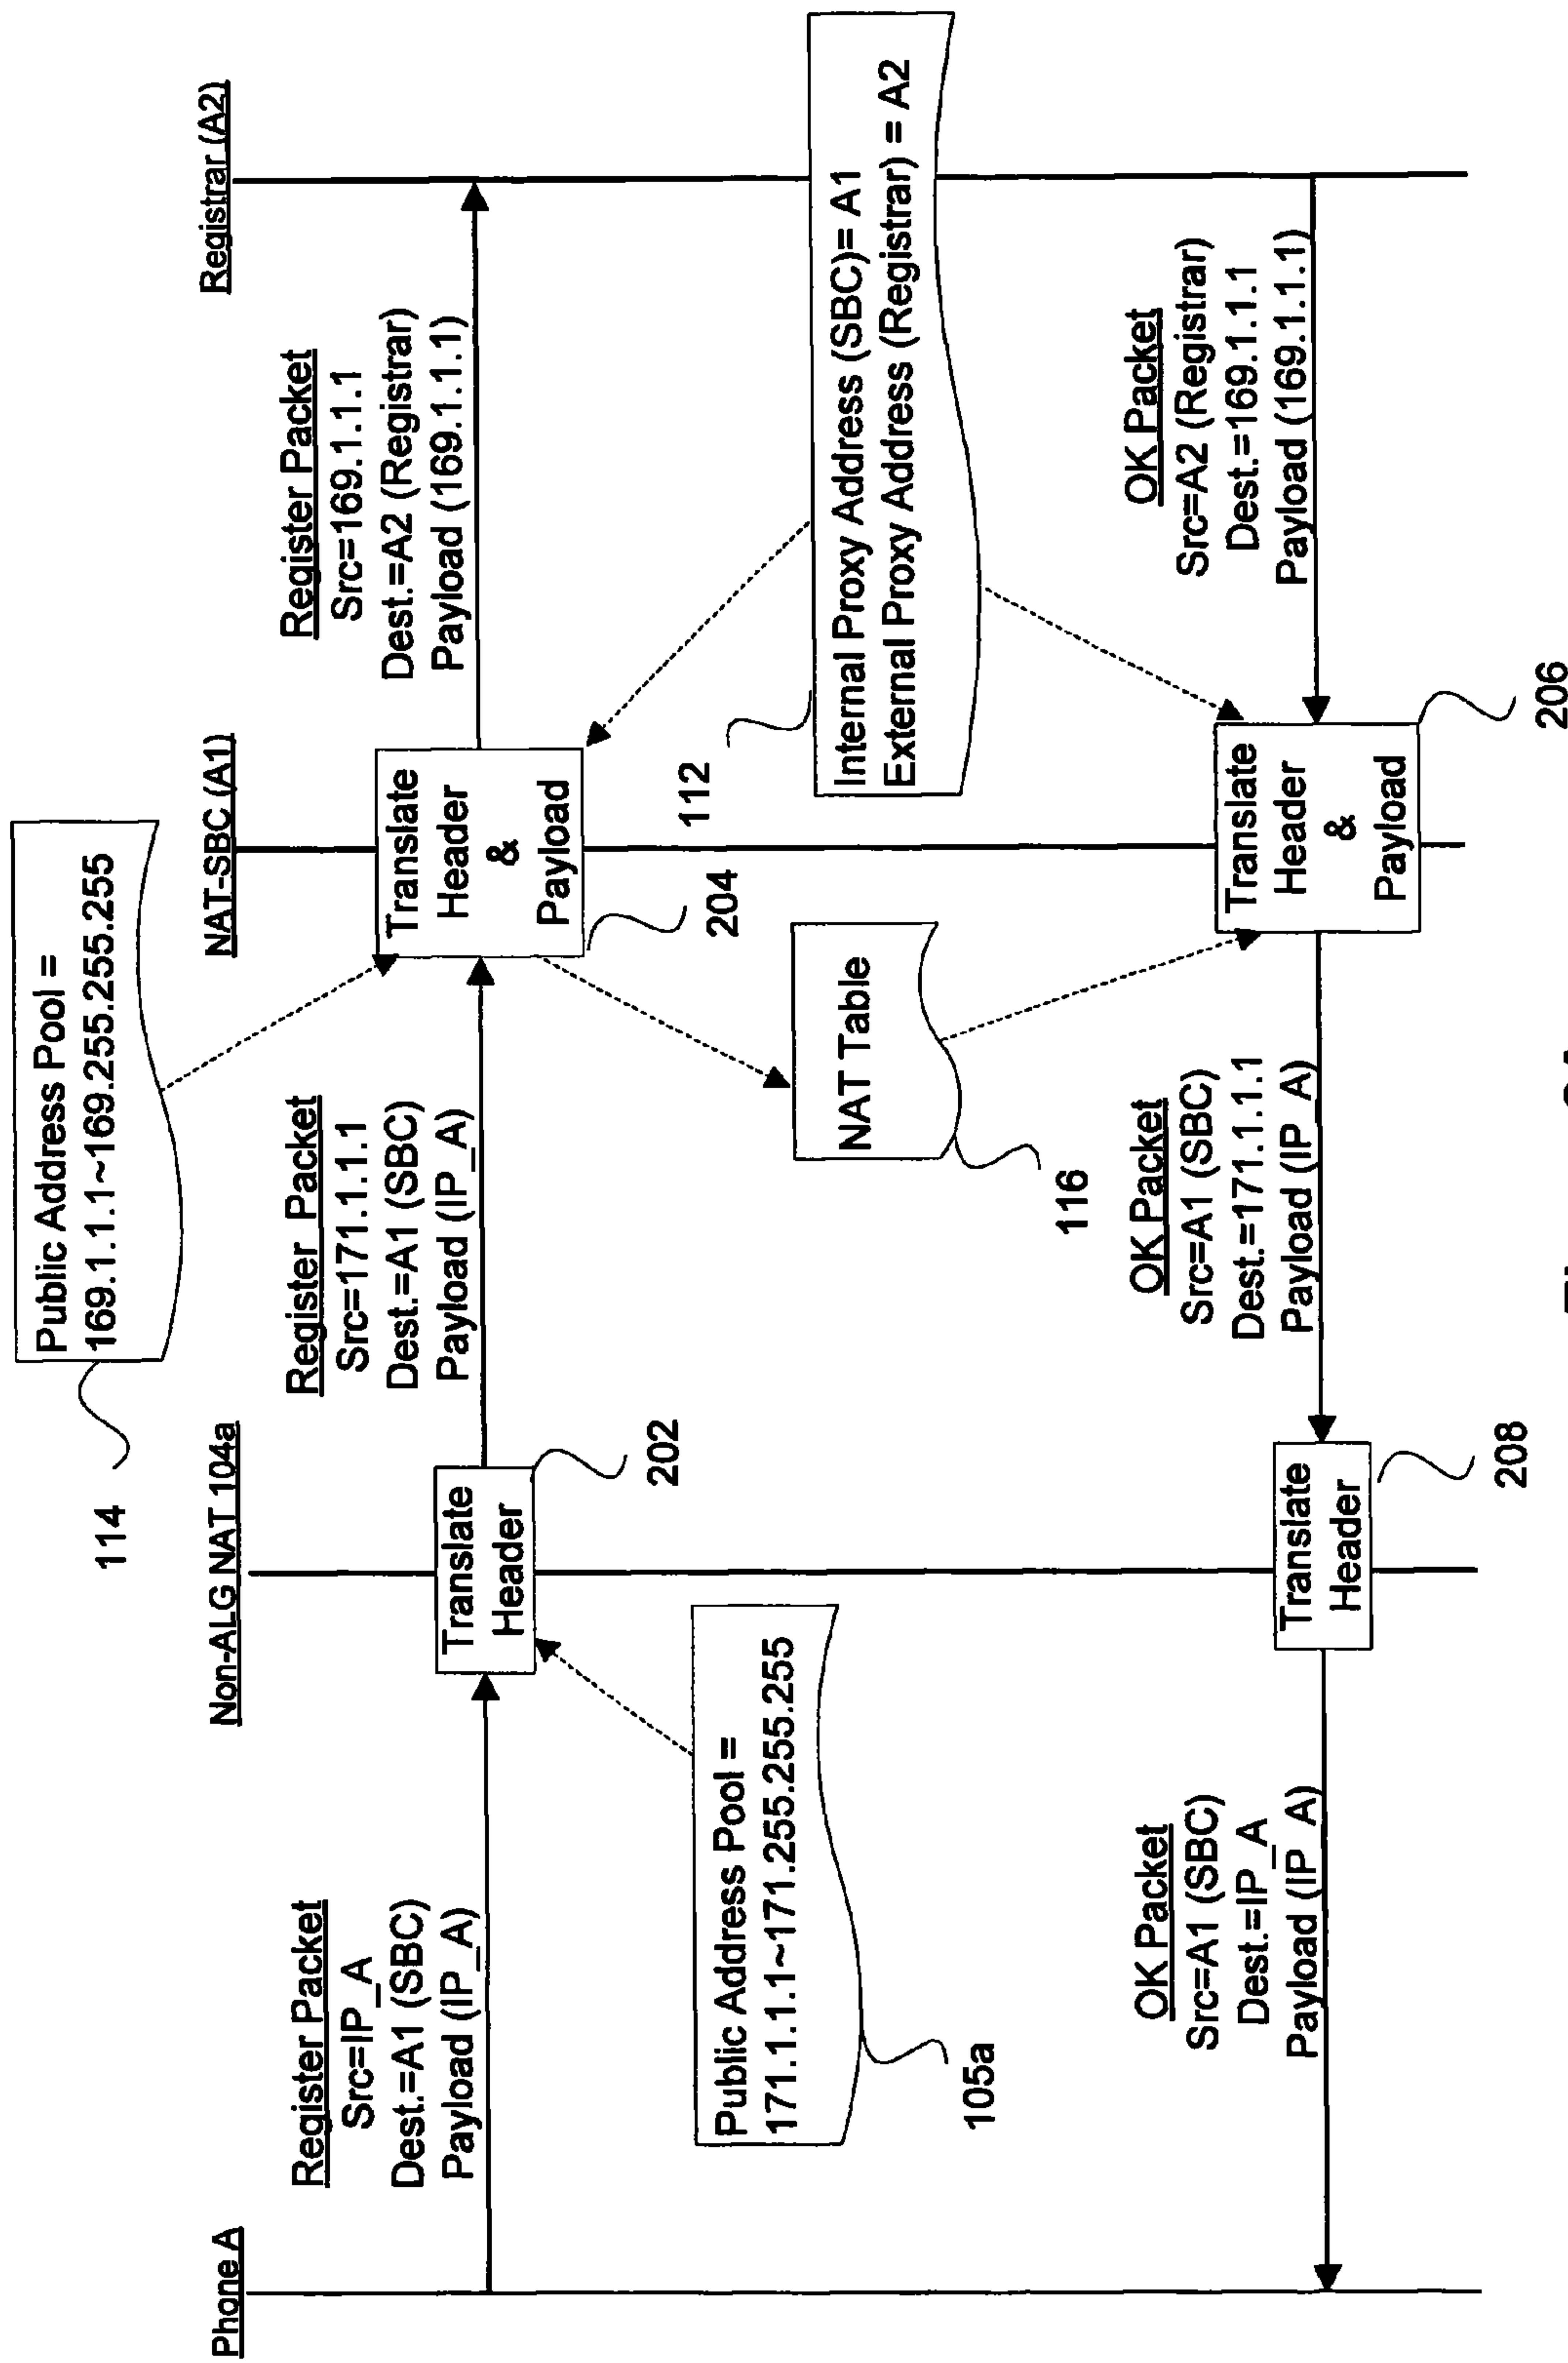 Public Address Pool =
169.1.1.1~169.255.255.255
114
Phone A
Non-ALG NAT 104a
NAT-SBC (A1)
Registrar (A2)
Register Packet
Src=IP_A
Dest.=A1 (SBC)
Payload (IP_A)
Translate
Header
202
Register Packet
Src=171.1.1.1
Dest.=A1 (SBC)
Payload (IP_A)
Translate
Header
&
Payload
204
Register Packet
Src=169.1.1.1
Dest.=A2 (Registrar)
Payload (169.1.1.1)
Public Address Pool =
171.1.1.1~171.255.255.255
105a
NAT Table
116
112
Internal Proxy Address (SBC)= A1
External Proxy Address (Registrar) = A2
OK Packet
Src=A1 (SBC)
Dest.=IP_A
Payload (IP_A)
Translate
Header
208
OK Packet
Src=A1 (SBC)
Dest.=171.1.1.1
Payload (IP_A)
Translate
Header
&
Payload
206
OK Packet
Src=A2 (Registrar)
Dest.=169.1.1.1
Payload (169.1.1.1)